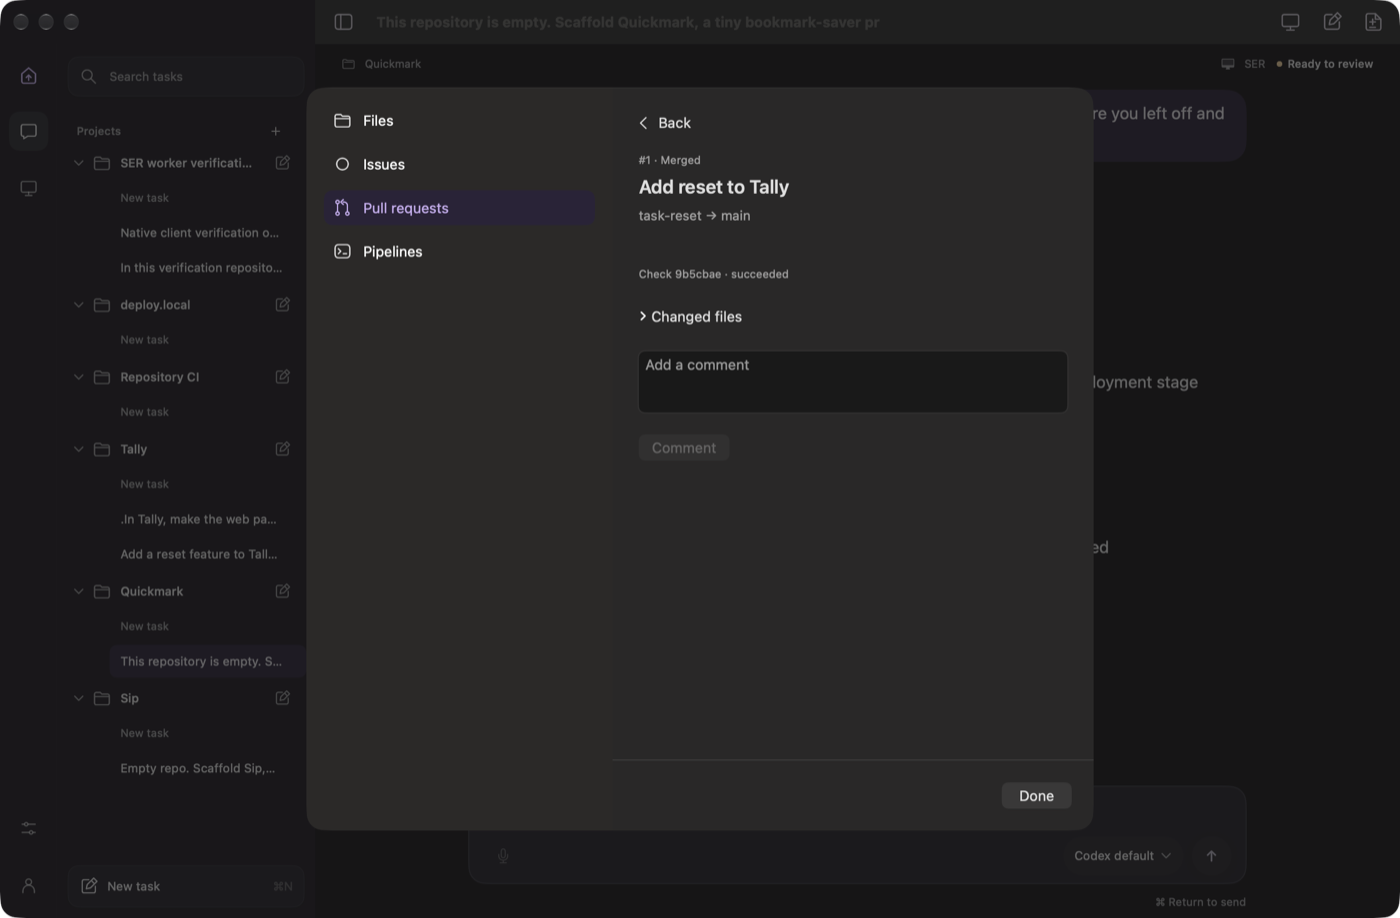 This repository is empty. Scaffold Quickmark, a tiny bookmark-saver pr
Search tasks
Projects
SER worker verificati...
New task
Native client verification o...
In this verification reposito...
deploy.local
New task
Repository CI
New task
Tally
New task
.In Tally, make the web pa...
Add a reset feature to Tall...
Quickmark
New task
This repository is empty. S...
Sip
New task
Empty repo. Scaffold Sip,...
New task
⌘N
Quickmark
SER
Ready to review
re you left off and
loyment stage
ed
Files
Issues
Pull requests
Pipelines
Back
#1 · Merged
Add reset to Tally
task-reset → main
Check 9b5cbae · succeeded
Changed files
Add a comment
Comment
Done
Codex default
⌘ Return to send